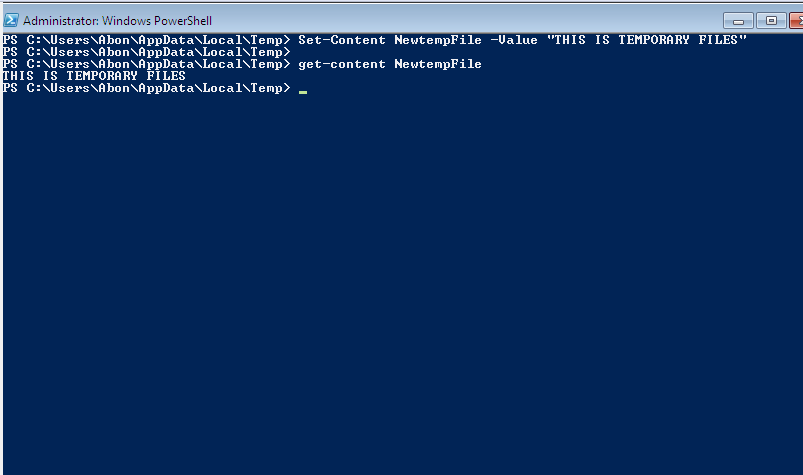 Administrator: Windows PowerShell
PS C:\Users\Abon\AppData\Local\Temp> Set-Content NewtempFile -Value "THIS IS TEMPORARY FILES"
PS C:\Users\Abon\AppData\Local\Temp>
PS C:\Users\Abon\AppData\Local\Temp> get-content NewtempFile
THIS IS TEMPORARY FILES
PS C:\Users\Abon\AppData\Local\Temp> _